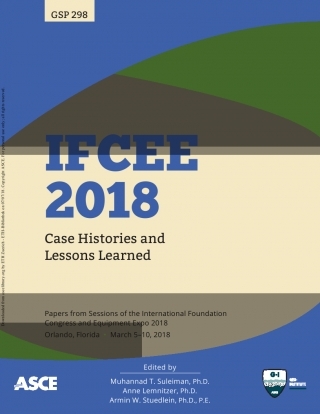 GSP 298
IFCEE
2018
Case Histories and
Lessons Learned
Papers from Sessions of the International Foundation
Congress and Equipment Expo 2018
Orlando, Florida March 5–10, 2018
Edited by
Muhannad T. Suleiman, Ph.D.
Anne Lemnitzer, Ph.D.
Armin W. Stuedlein, Ph.D., P.E.
ASCE
G-I